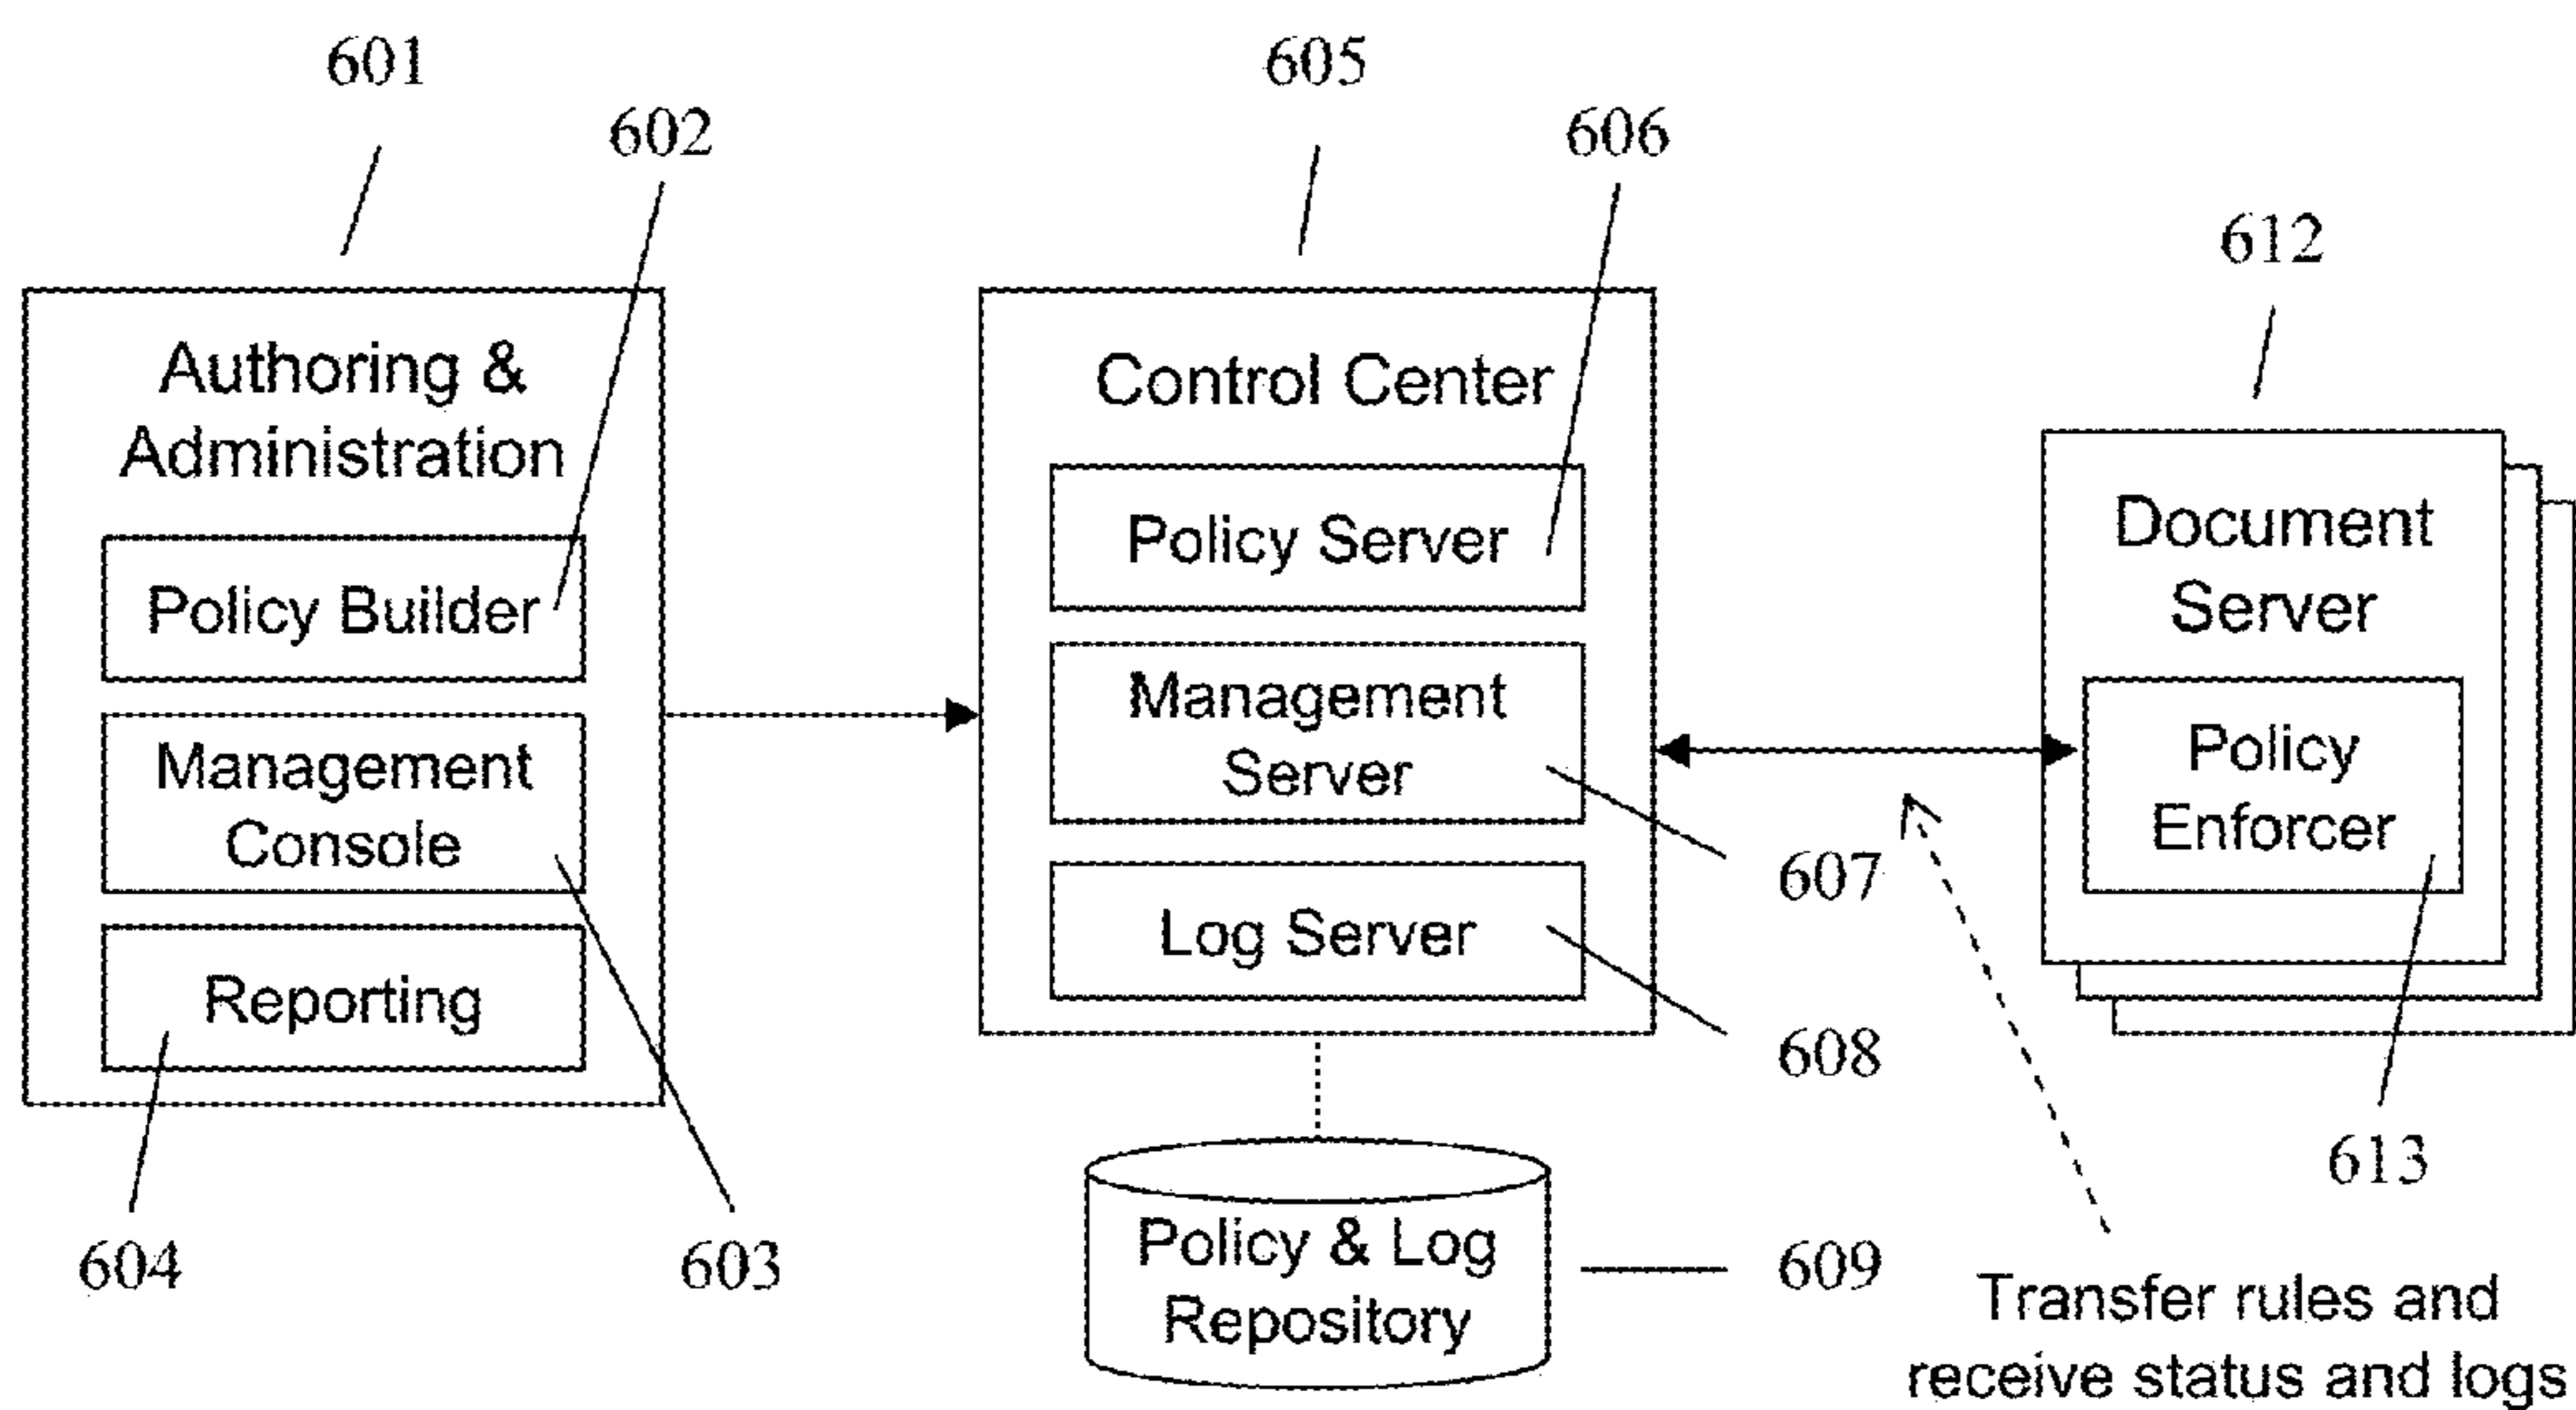 601
602
605
606
612
Authoring &
Administration
Policy Builder
Management
Console
Reporting
604
603
Control Center
Policy Server
Management
Server
Log Server
607
608
Policy & Log
Repository
609
Document
Server
Policy
Enforcer
613
Transfer rules and
receive status and logs